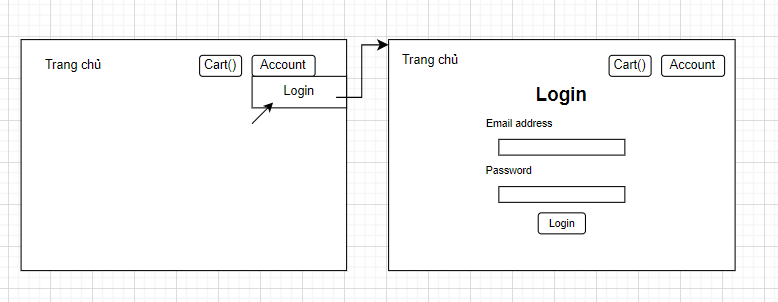 Trang chủ
Cart()
Account
Login
Trang chủ
Cart()
Account
Login
Email address
Password
Login